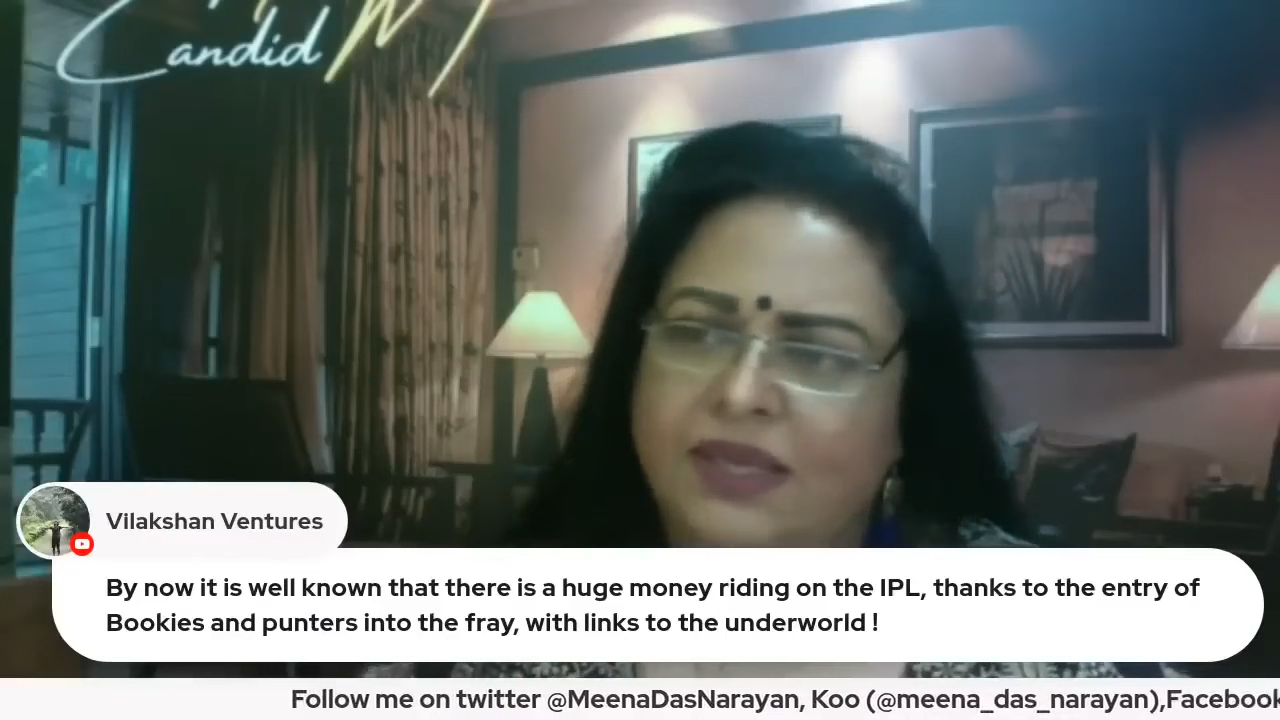 Candid
Vilakshan Ventures
By now it is well known that there is a huge money riding on the IPL, thanks to the entry of
Bookies and punters into the fray, with links to the underworld !
Follow me on twitter @MeenaDasNarayan, Koo (@meena_das_narayan),Facebook